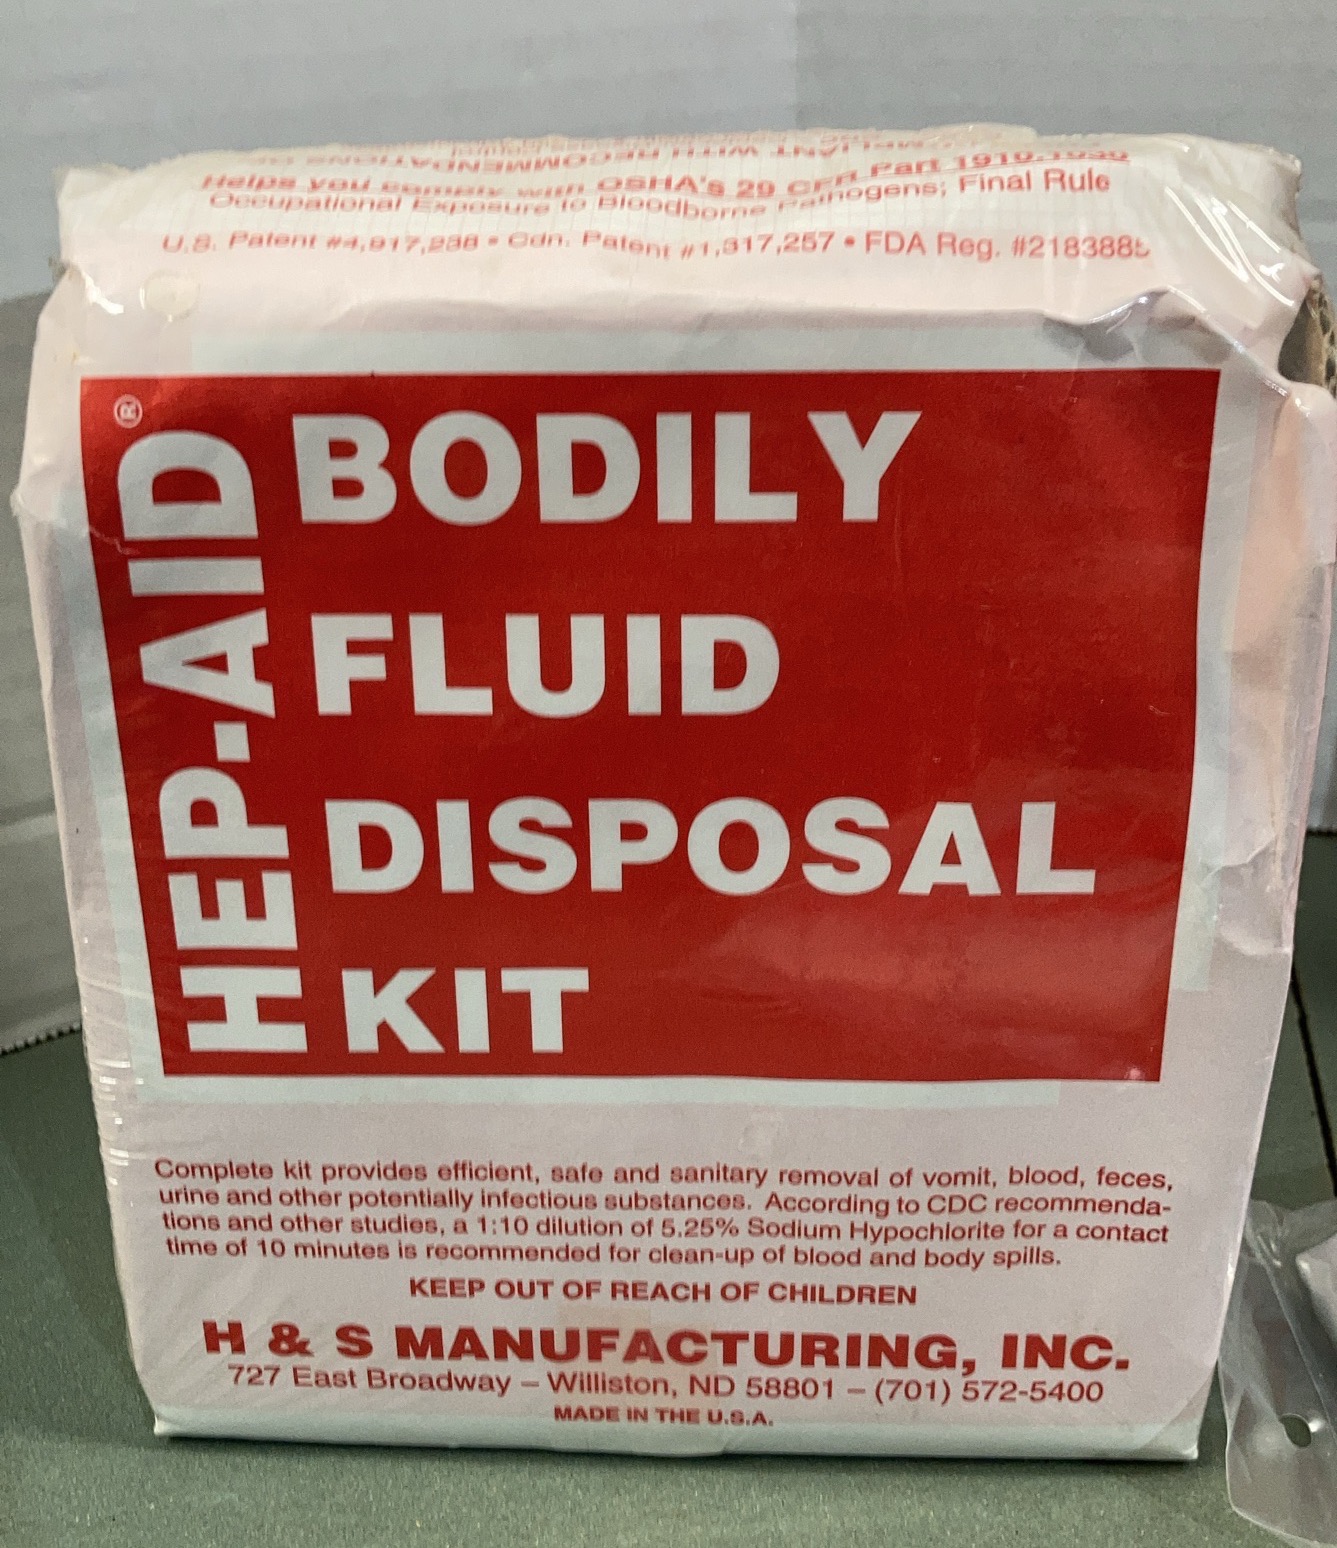 COMPLIANT WITH RECOMMENDATIONS OF
Helps you comply with OSHA's 29 CFR Part 1910.1030
Occupational Exposure to Bloodborne Pathogens; Final Rule
U.S. Patent #4,917,238 • Cdn. Patent #1,317,257 • FDA Reg. #2183885
HEP-AID®
BODILY
FLUID
DISPOSAL
KIT
Complete kit provides efficient, safe and sanitary removal of vomit, blood, feces,
urine and other potentially infectious substances. According to CDC recommenda-
tions and other studies, a 1:10 dilution of 5.25% Sodium Hypochlorite for a contact
time of 10 minutes is recommended for clean-up of blood and body spills.
KEEP OUT OF REACH OF CHILDREN
H & S MANUFACTURING, INC.
727 East Broadway – Williston, ND 58801 – (701) 572-5400
MADE IN THE U.S.A.